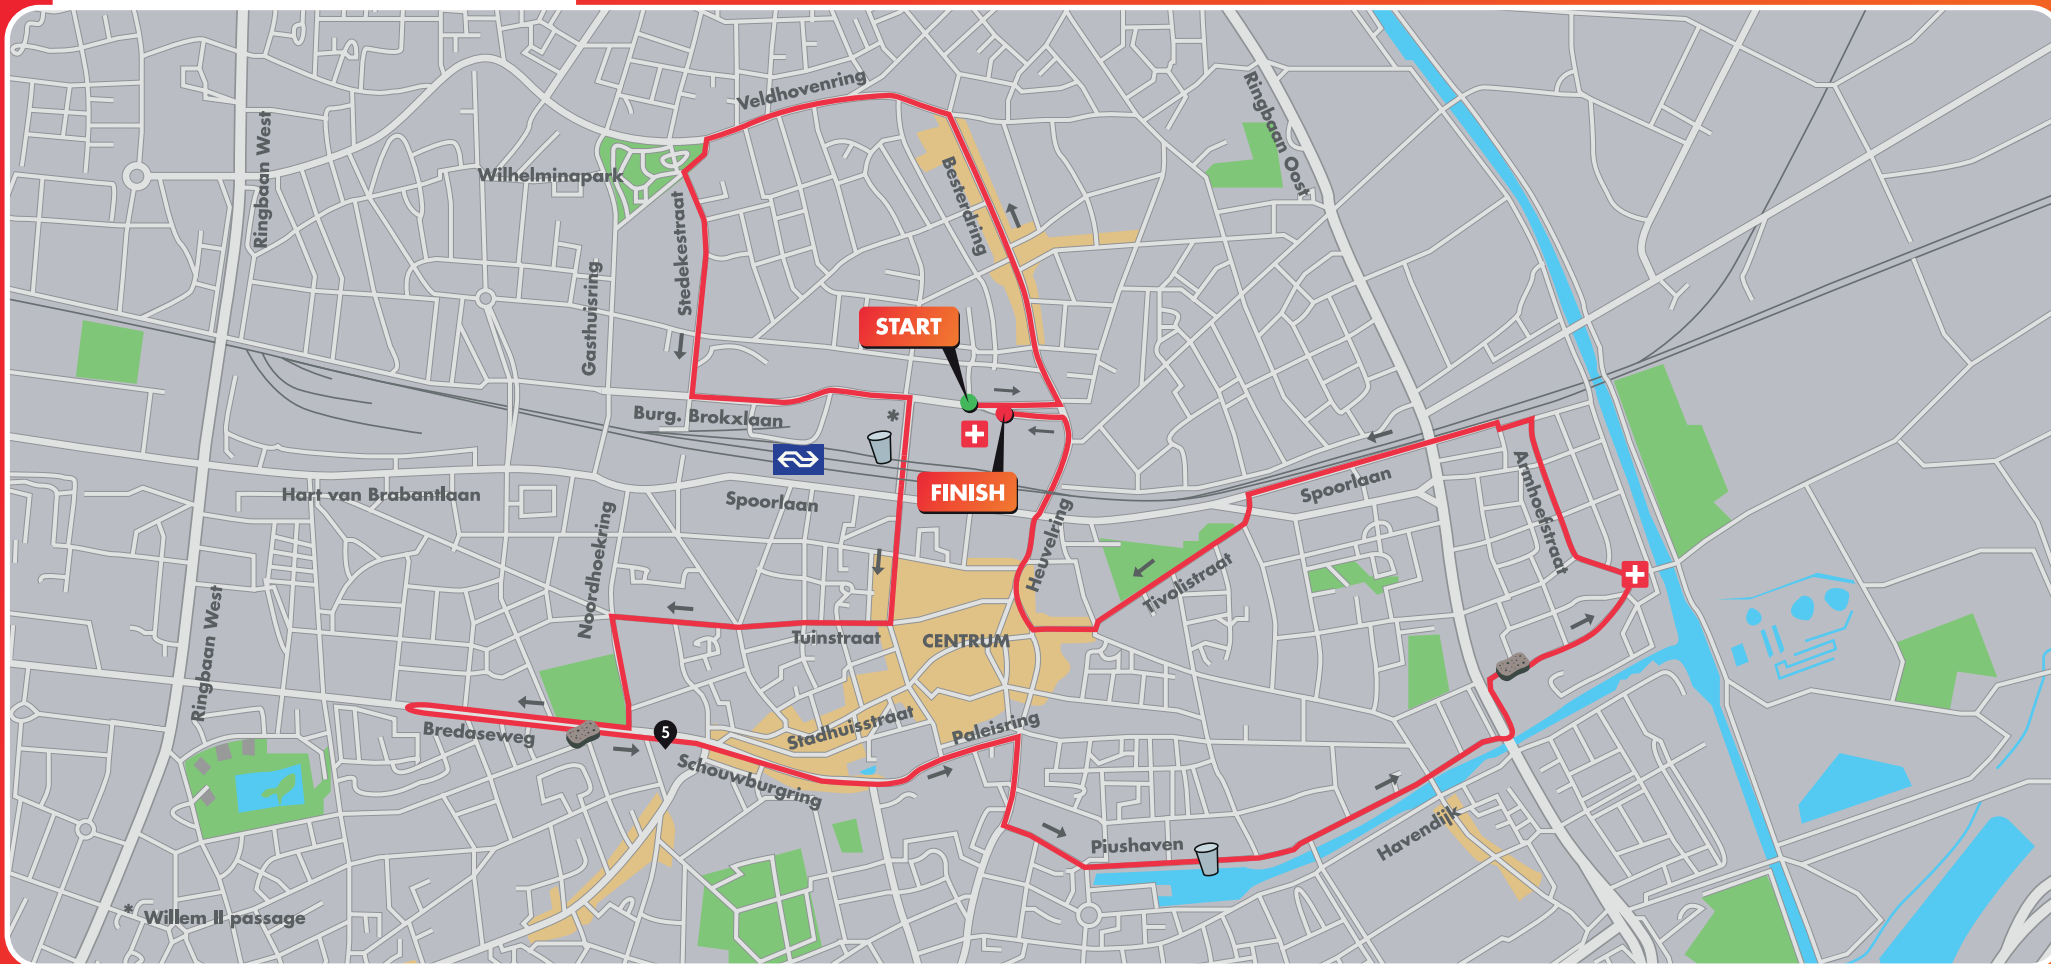 Veldhovenring
Ringbaan Oost
Ringbaan West
Wilhelminapark
Besterdring
Stedekestraat
Gasthuisring
START
Burg. Brokxlaan
*
FINISH
Spoorlaan
Armhoefstraat
Hart van Brabantlaan
Spoorlaan
Noordhoekring
Heuvelring
Tivolistraat
Tuinstraat
CENTRUM
Ringbaan West
Bredaseweg
5
Stadhuisstraat
Paleisring
Schouwburgring
Piushaven
Havendijk
* Willem II passage